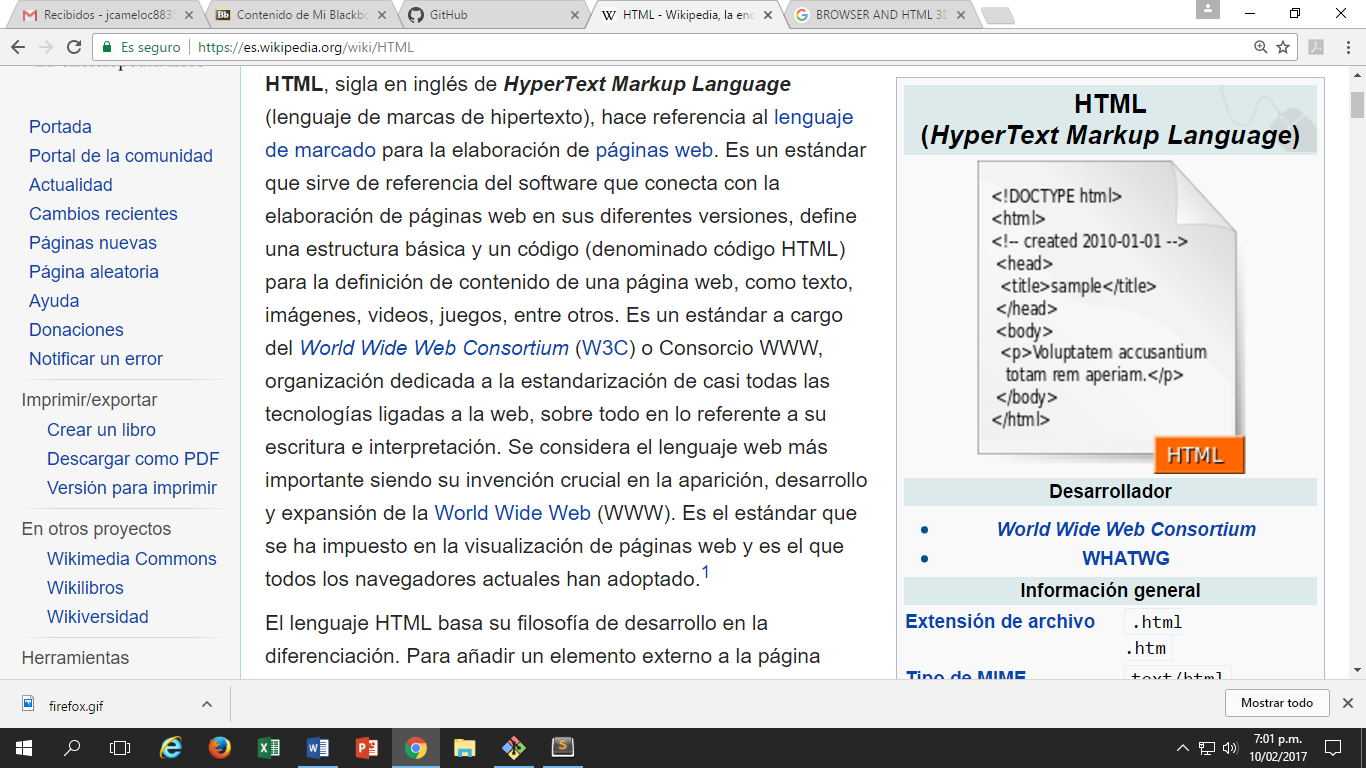 Recibidos - jcameloc883
Contenido de Mi Blackb
GitHub
HTML - Wikipedia, la enc
BROWSER AND HTML 3D
Es seguro
https://es.wikipedia.org/wiki/HTML
Portada
Portal de la comunidad
Actualidad
Cambios recientes
Páginas nuevas
Página aleatoria
Ayuda
Donaciones
Notificar un error
Imprimir/exportar
Crear un libro
Descargar como PDF
Versión para imprimir
En otros proyectos
Wikimedia Commons
Wikilibros
Wikiversidad
Herramientas
HTML, sigla en inglés de HyperText Markup Language
(lenguaje de marcas de hipertexto), hace referencia al lenguaje
de marcado para la elaboración de páginas web. Es un estándar
que sirve de referencia del software que conecta con la
elaboración de páginas web en sus diferentes versiones, define
una estructura básica y un código (denominado código HTML)
para la definición de contenido de una página web, como texto,
imágenes, videos, juegos, entre otros. Es un estándar a cargo
del World Wide Web Consortium (W3C) o Consorcio WWW,
organización dedicada a la estandarización de casi todas las
tecnologías ligadas a la web, sobre todo en lo referente a su
escritura e interpretación. Se considera el lenguaje web más
importante siendo su invención crucial en la aparición, desarrollo
y expansión de la World Wide Web (WWW). Es el estándar que
se ha impuesto en la visualización de páginas web y es el que
todos los navegadores actuales han adoptado.1
El lenguaje HTML basa su filosofía de desarrollo en la
diferenciación. Para añadir un elemento externo a la página
HTML
(HyperText Markup Language)
<!DOCTYPE html>
<html>
<!-- created 2010-01-01 -->
<head>
<title>sample</title>
</head>
<body>
<p>Voluptatem accusantium
totam rem aperiam.</p>
</body>
</html>
HTML
Desarrollador
World Wide Web Consortium
WHATWG
Información general
Extensión de archivo .html
.htm
Tipo de MIME text/html
firefox.gif
Mostrar todo
7:01 p.m.
10/02/2017